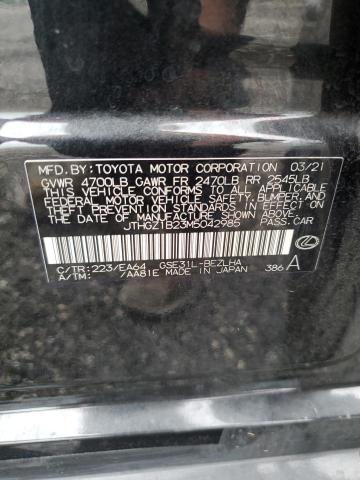 MFD. BY: TOYOTA MOTOR CORPORATION 03/21
GVWR 4700LB GAWR FR 2470LB RR 2545LB
THIS VEHICLE CONFORMS TO ALL APPLICABLE
FEDERAL MOTOR VEHICLE SAFETY, BUMPER, AND
THEFT PREVENTION STANDARDS IN EFFECT ON
THE DATE OF MANUFACTURE SHOWN ABOVE.
JTHGZ1B23M5042985 PASS. CAR
C/TR: 223/EA64 GSE31L-BEZLHA 386 A
A/TM: /AA81E MADE IN JAPAN